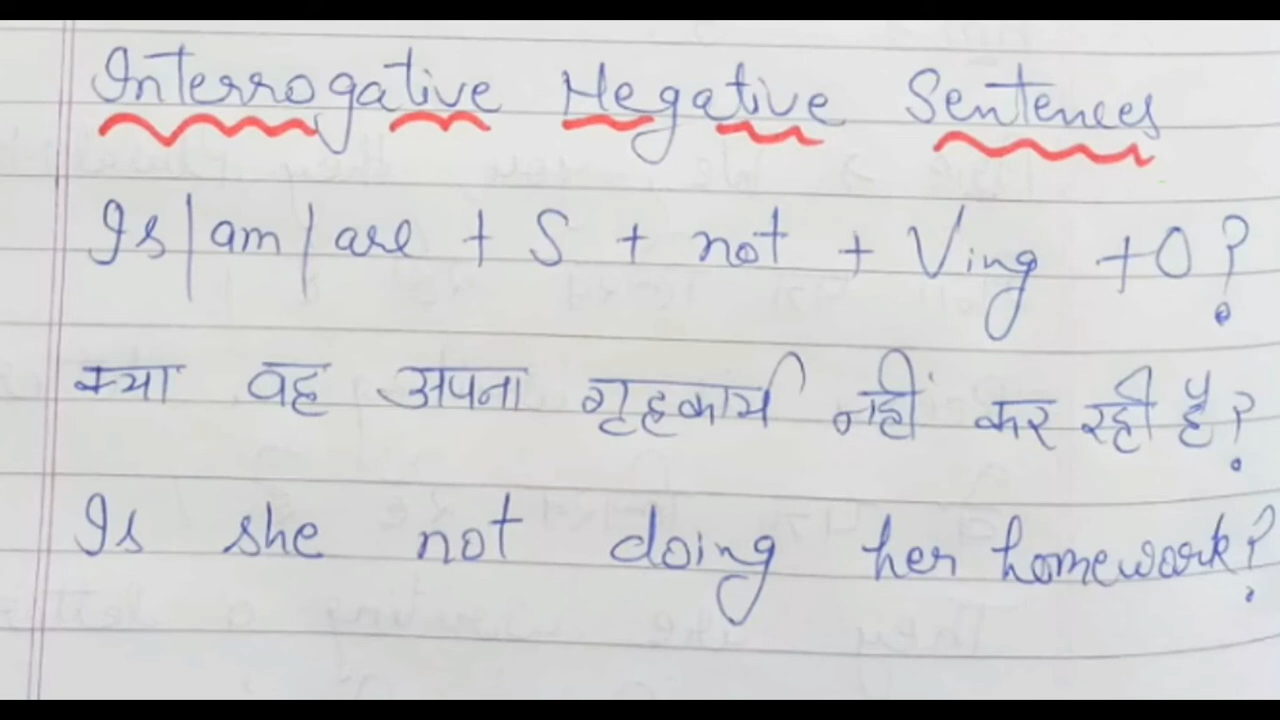 Interrogative Negative Sentences
Is | am | are + S + not + Ving + O ?
क्या वह अपना गृहकार्य नहीं कर रही है ?
Is she not doing her homework ?